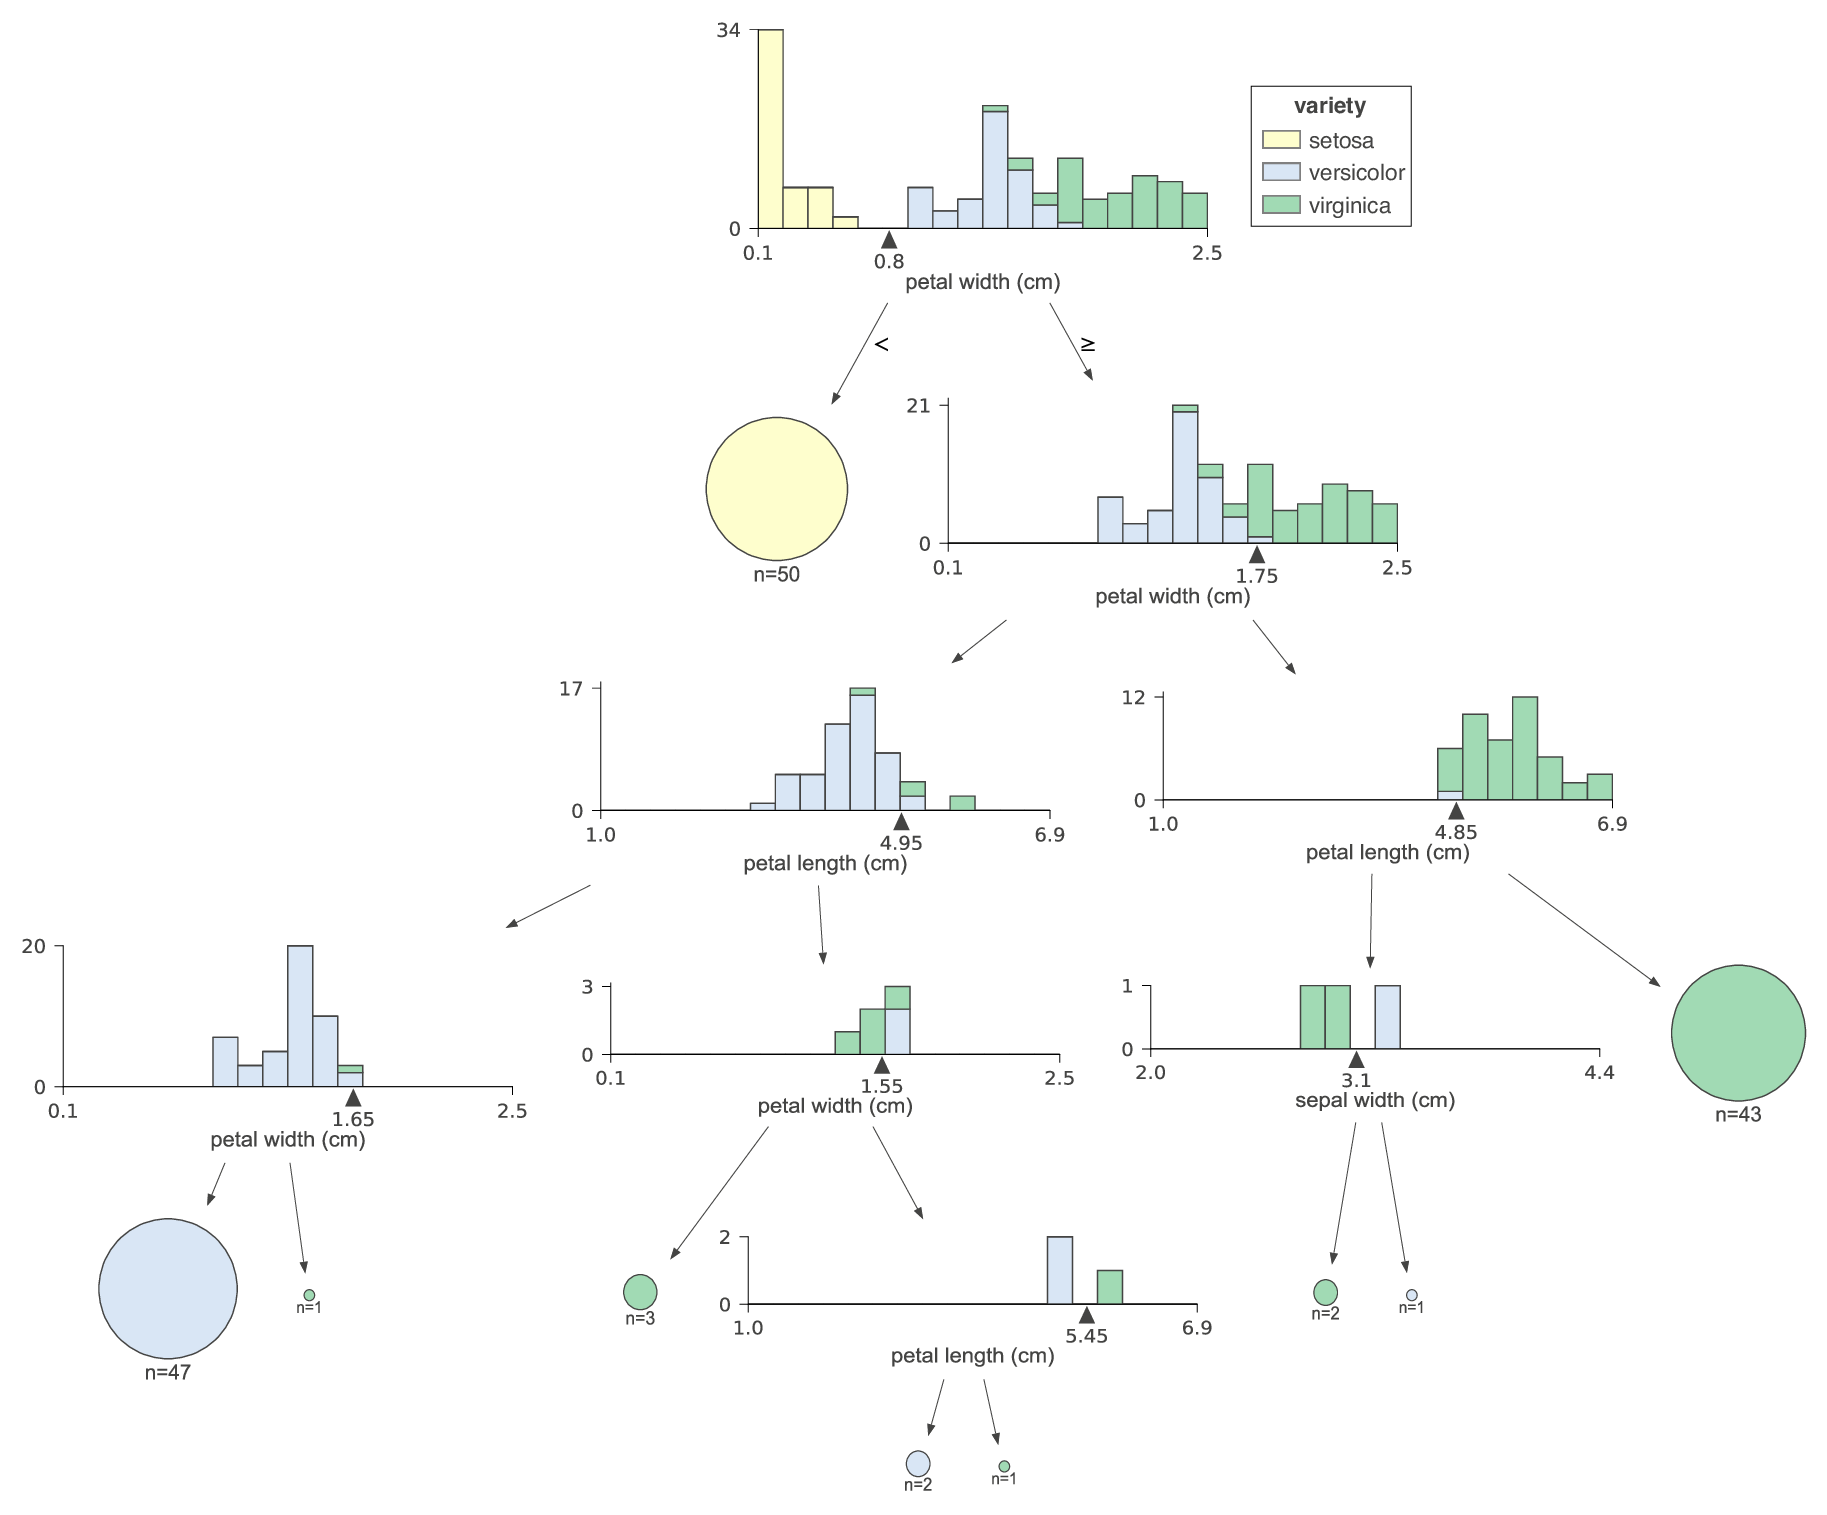 34
0
0.1
0.8
2.5
petal width (cm)
variety
setosa
versicolor
virginica
<
≥
n=50
21
0
0.1
1.75
2.5
petal width (cm)
17
0
1.0
4.95
6.9
petal length (cm)
12
0
1.0
4.85
6.9
petal length (cm)
20
0
0.1
1.65
2.5
petal width (cm)
3
0
0.1
1.55
2.5
petal width (cm)
1
0
2.0
3.1
4.4
sepal width (cm)
n=43
n=47
n=1
n=3
2
0
1.0
5.45
6.9
petal length (cm)
n=2
n=1
n=2
n=1